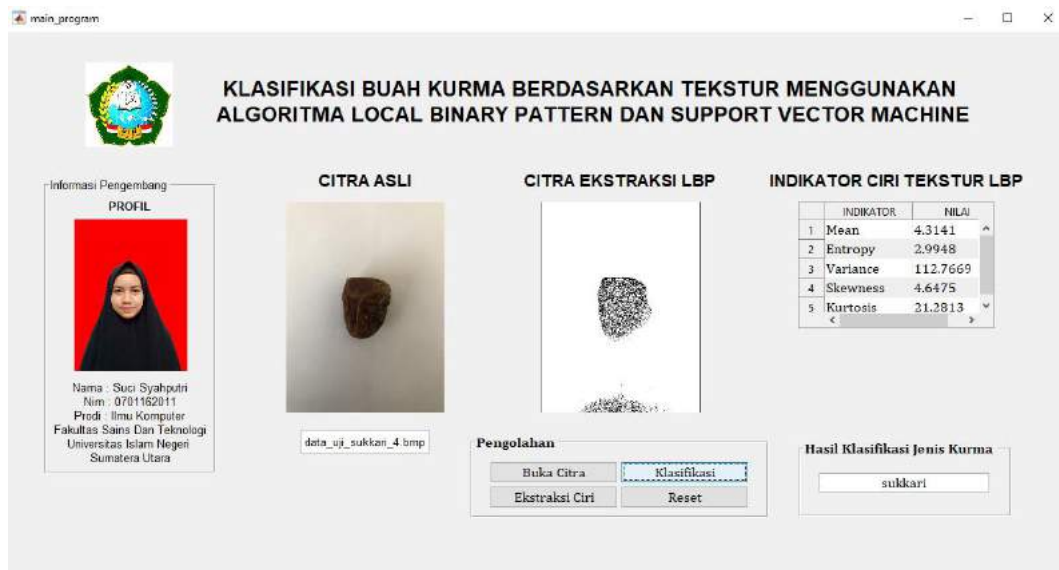 main_program
KLASIFIKASI BUAH KURMA BERDASARKAN TEKSTUR MENGGUNAKAN
ALGORITMA LOCAL BINARY PATTERN DAN SUPPORT VECTOR MACHINE
Informasi Pengembang
PROFIL
Nama : Suci Syahputri
Nim : 0701162011
Prodi : Ilmu Komputer
Fakultas Sains Dan Teknologi
Universitas Islam Negeri
Sumatera Utara
CITRA ASLI
data_uji_sukkari_4.bmp
CITRA EKSTRAKSI LBP
Pengolahan
Buka Citra Klasifikasi
Ekstraksi Ciri Reset
INDIKATOR CIRI TEKSTUR LBP
INDIKATOR NILAI
1 Mean 4.3141
2 Entropy 2.9948
3 Variance 112.7669
4 Skewness 4.6475
5 Kurtosis 21.2813
Hasil Klasifikasi Jenis Kurma
sukkari